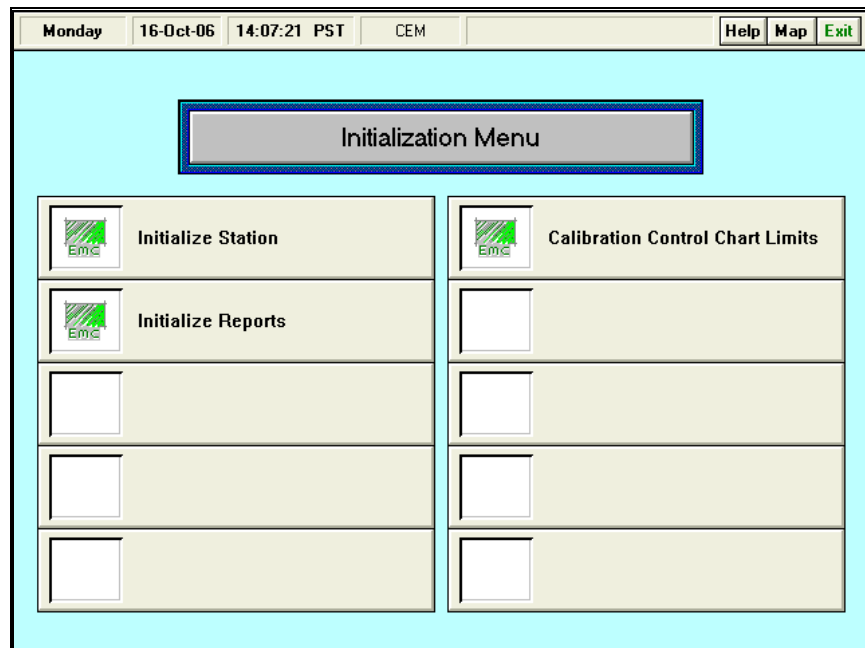 Monday 16-Oct-06 14:07:21 PST CEM Help Map Exit
Initialization Menu
Emc Initialize Station
Emc Calibration Control Chart Limits
Emc Initialize Reports